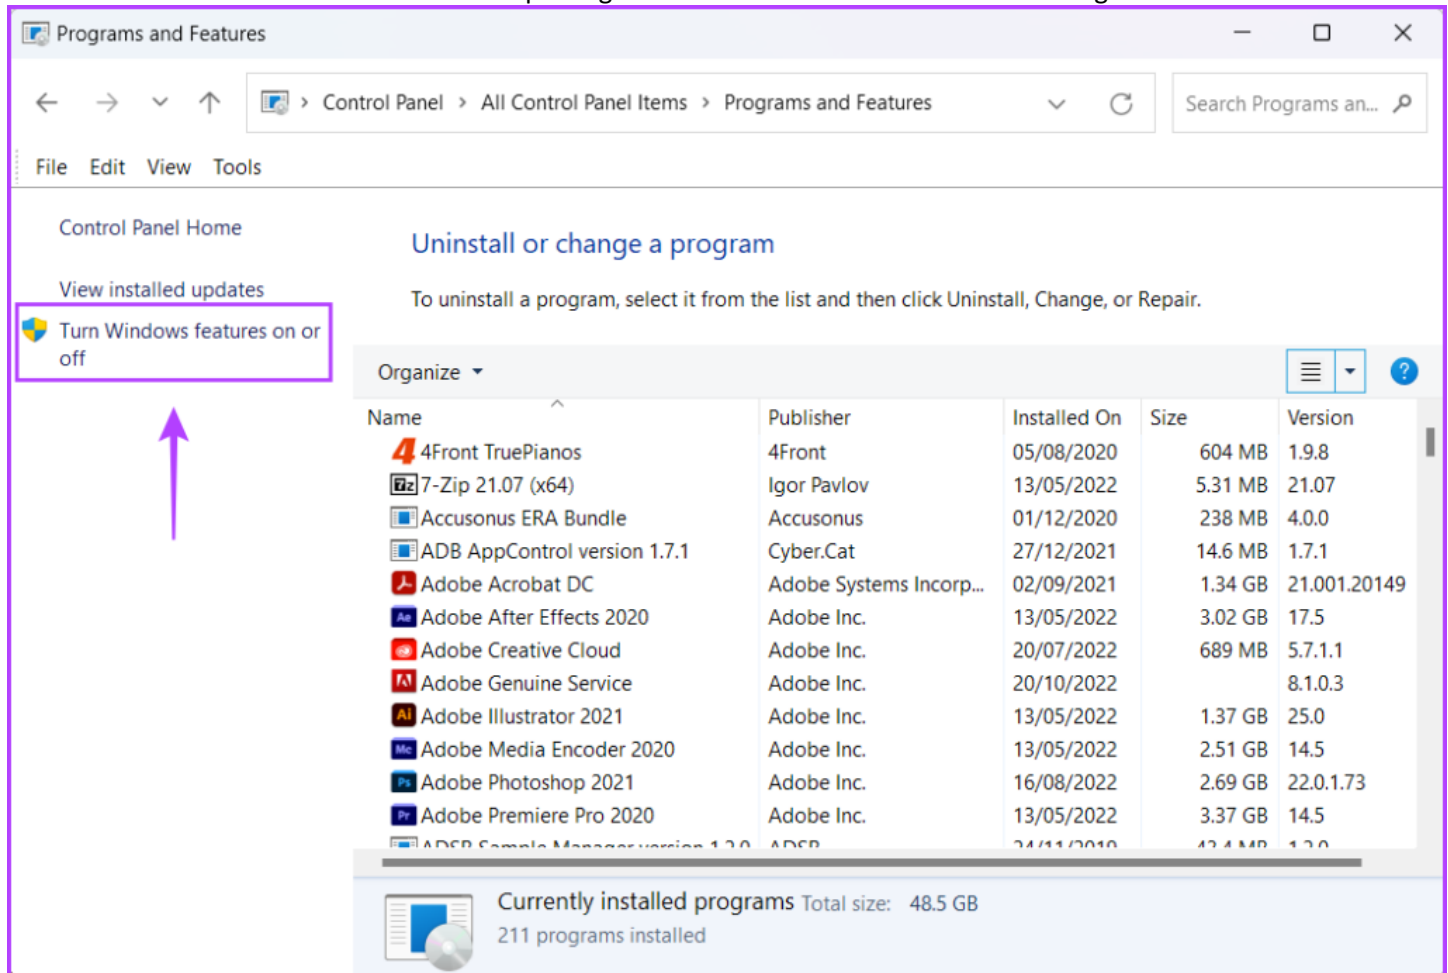 Programs and Features
Control Panel > All Control Panel Items > Programs and Features
Search Programs an...
File Edit View Tools
Control Panel Home
View installed updates
Turn Windows features on or
off
Uninstall or change a program
To uninstall a program, select it from the list and then click Uninstall, Change, or Repair.
Organize
Name Publisher Installed On Size Version
4Front TruePianos 4Front 05/08/2020 604 MB 1.9.8
7-Zip 21.07 (x64) Igor Pavlov 13/05/2022 5.31 MB 21.07
Accusonus ERA Bundle Accusonus 01/12/2020 238 MB 4.0.0
ADB AppControl version 1.7.1 Cyber.Cat 27/12/2021 14.6 MB 1.7.1
Adobe Acrobat DC Adobe Systems Incorp... 02/09/2021 1.34 GB 21.001.20149
Adobe After Effects 2020 Adobe Inc. 13/05/2022 3.02 GB 17.5
Adobe Creative Cloud Adobe Inc. 20/07/2022 689 MB 5.7.1.1
Adobe Genuine Service Adobe Inc. 20/10/2022 8.1.0.3
Adobe Illustrator 2021 Adobe Inc. 13/05/2022 1.37 GB 25.0
Adobe Media Encoder 2020 Adobe Inc. 13/05/2022 2.51 GB 14.5
Adobe Photoshop 2021 Adobe Inc. 16/08/2022 2.69 GB 22.0.1.73
Adobe Premiere Pro 2020 Adobe Inc. 13/05/2022 3.37 GB 14.5
ADSR Sample Manager version 1.2.0 ADSR 24/11/2019
Currently installed programs Total size: 48.5 GB
211 programs installed